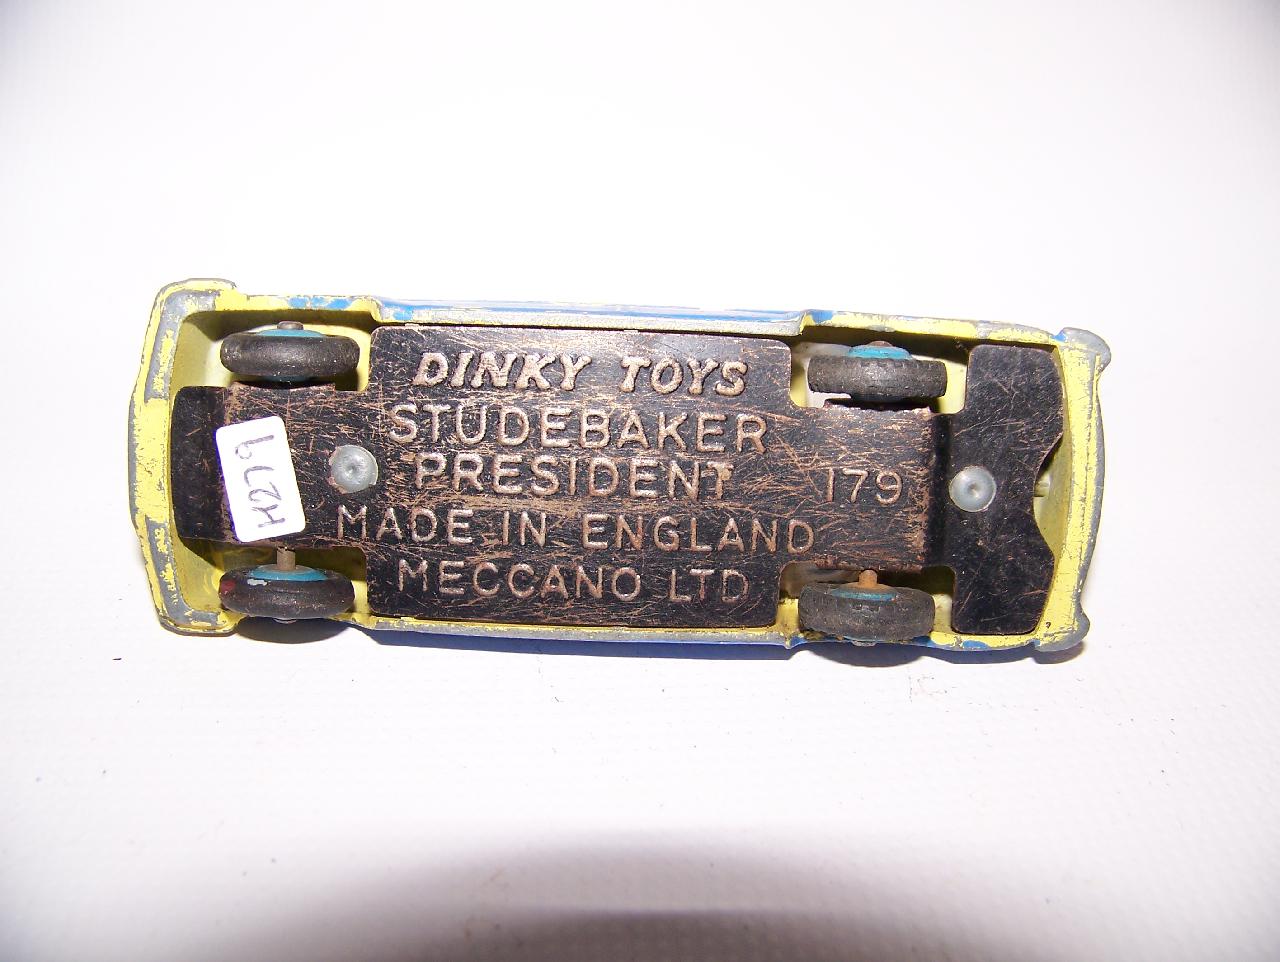 DINKY TOYS
STUDEBAKER
PRESIDENT 179
MADE IN ENGLAND
MECCANO LTD
H279